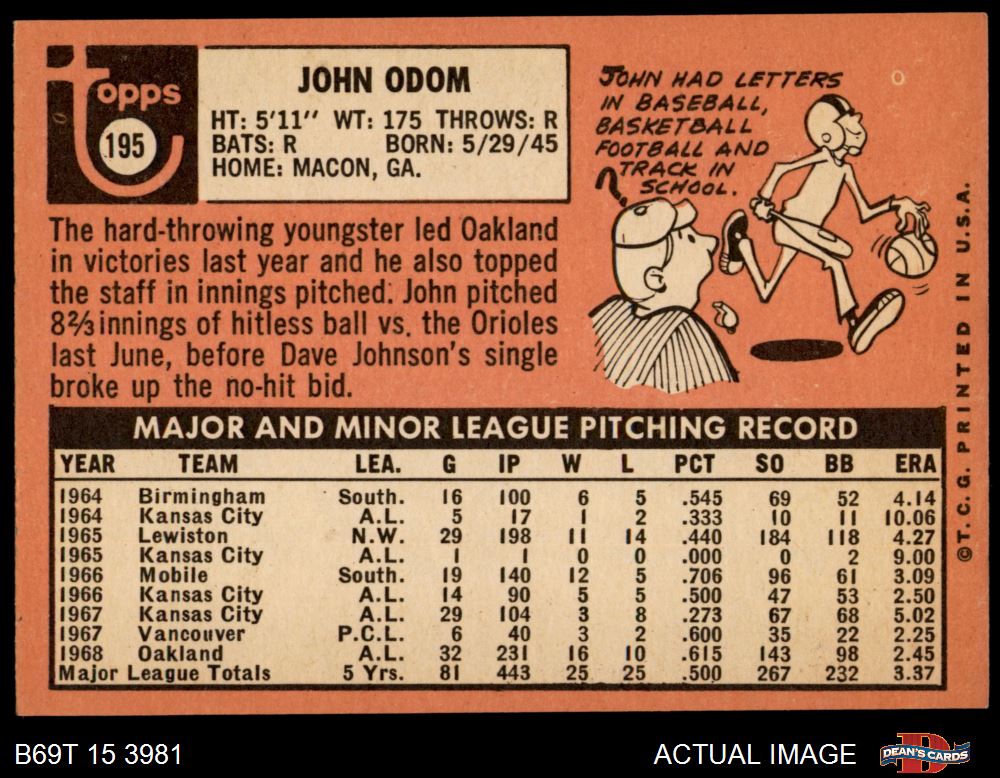 Topps
195
JOHN ODOM
HT: 5'11" WT: 175 THROWS: R
BATS: R BORN: 5/29/45
HOME: MACON, GA.
The hard-throwing youngster led Oakland
in victories last year and he also topped
the staff in innings pitched. John pitched
8⅔ innings of hitless ball vs. the Orioles
last June, before Dave Johnson's single
broke up the no-hit bid.
JOHN HAD LETTERS
IN BASEBALL,
BASKETBALL
FOOTBALL AND
TRACK IN
SCHOOL.
?
©T.C.G. PRINTED IN U.S.A.
MAJOR AND MINOR LEAGUE PITCHING RECORD
YEAR TEAM LEA. G IP W L PCT SO BB ERA
1964 Birmingham South. 16 100 6 5 .545 69 52 4.14
1964 Kansas City A.L. 5 17 1 2 .333 10 11 10.06
1965 Lewiston N.W. 29 198 11 14 .440 184 118 4.27
1965 Kansas City A.L. 1 1 0 0 .000 0 2 9.00
1966 Mobile South. 19 140 12 5 .706 96 61 3.09
1966 Kansas City A.L. 14 90 5 5 .500 47 53 2.50
1967 Kansas City A.L. 29 104 3 8 .273 67 68 5.02
1967 Vancouver P.C.L. 6 40 3 2 .600 35 22 2.25
1968 Oakland A.L. 32 231 16 10 .615 143 98 2.45
Major League Totals 5 Yrs. 81 443 25 25 .500 267 232 3.37
B69T 15 3981 ACTUAL IMAGE DEAN'S CARDS